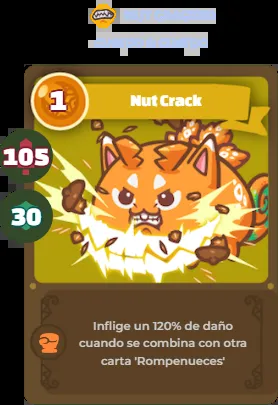 1
Nut Crack
105
30
Inflige un 120% de daño
cuando se combina con otra
carta 'Rompenueces'